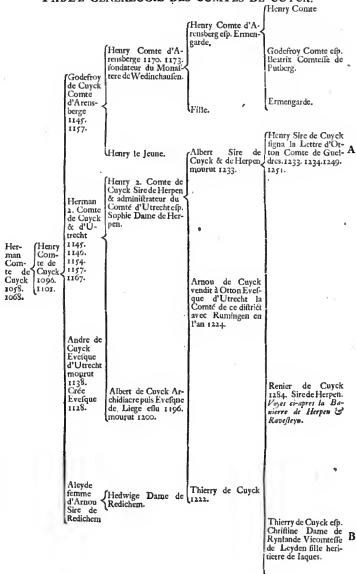 TABLE GENEALOGIE DES COMTES DE CUYCK.
Herman
Comte
de
Cuyck
1058.
1068.
Henry
Comte
de
Cuyck
1096.
1101.
Godefroy
de Cuyck
Comte
d'Arensberge
1145.
1157.
Herman
2. Comte
de Cuyck
& d'Utrecht
1145.
1146.
1154.
1157.
1167.
Andre de
Cuyck
Evesque
d'Utrecht
mourut
1138.
Crée
Evesque
1128.
Aleyde
femme
d'Arnou
Sire de
Redichem
Henry Comte d'Arensberge
1170. 1173.
fondateur du Monastere
de Wedinchausen.
Henry le Jeune.
Henry 2. Comte de
Cuyck Sire de Herpen
& administrateur du
Comté d'Utrecht esp.
Sophie Dame de Herpen.
Albert de Cuyck Archidiacre
puis Evesque
de Liege eslu 1196.
mourut 1200.
Hedwige Dame de
Redichem.
Henry Comte d'Arensberg
esp. Ermengarde.
Fille.
Albert Sire de
Cuyck & de Herpen
mourut 1233.
Arnou de Cuyck
vendit à Otton Evesque
d'Utrecht la
Comté de ce district
avec Rumingen en
l'an 1224.
Thierry de Cuyck
1222.
Henry Comte
Godefroy Comte esp.
Beatrix Comtesse de
Putberg.
Ermengarde.
Henry Sire de Cuyck
signa la Lettre d'Otton
Comte de Gueldres.
1233. 1234. 1249.
1251.
A
Renier de Cuyck
1284. Sire de Herpen.
Voyes ci-apres la Baniere
de Herpen &
Ravesteyn.
Thierry de Cuyck esp.
Christine Dame de
Rynlande Vicomtesse
de Leyden fille heritiere
de Iaques.
B